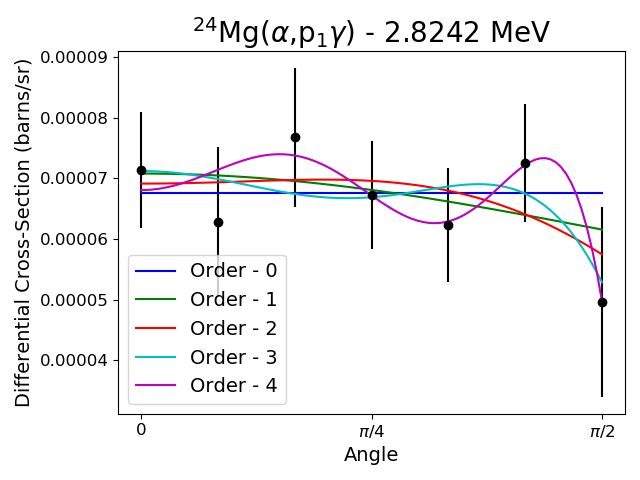 ²⁴Mg(α,p₁γ) - 2.8242 MeV
Differential Cross-Section (barns/sr)
0.00009
0.00008
0.00007
0.00006
0.00005
0.00004
Order - 0
Order - 1
Order - 2
Order - 3
Order - 4
0 π/4 π/2
Angle